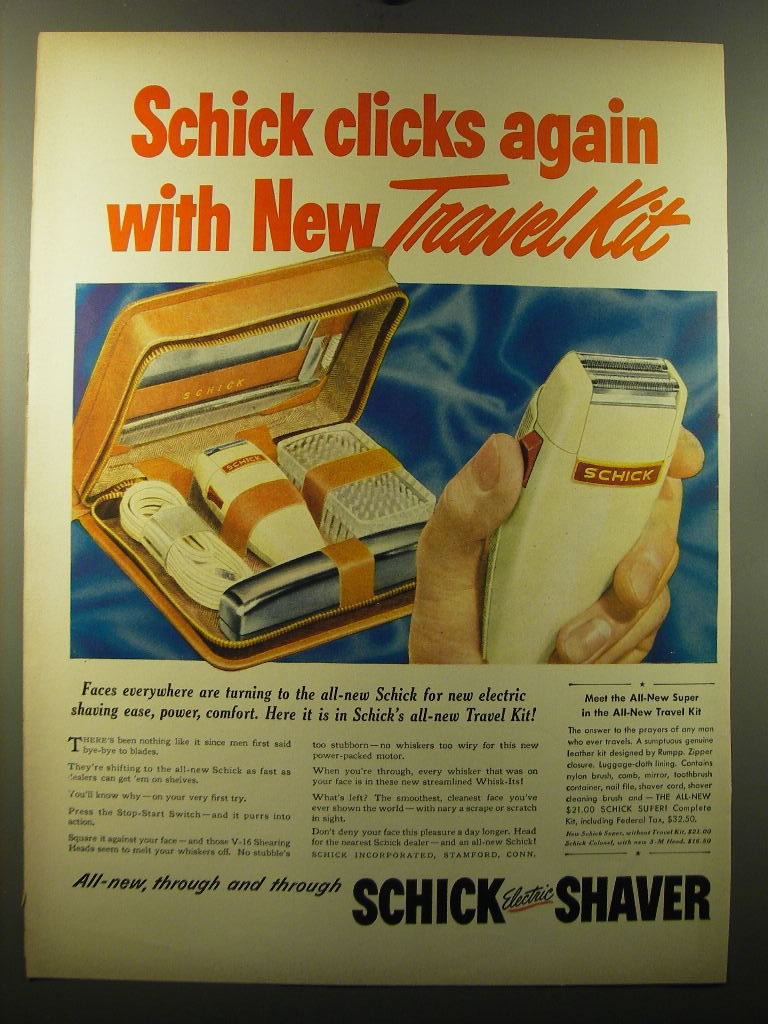 Schick clicks again
with New Travel Kit
SCHICK
SCHICK
SCHICK
Faces everywhere are turning to the all-new Schick for new electric
shaving ease, power, comfort. Here it is in Schick's all-new Travel Kit!
THERE'S been nothing like it since men first said
bye-bye to blades.
They're shifting to the all-new Schick as fast as
dealers can get 'em on shelves.
You'll know why—on your very first try.
Press the Stop-Start Switch—and it purrs into
action.
Square it against your face—and those V-16 Shearing
Heads seem to melt your whiskers off. No stubble's
too stubborn—no whiskers too wiry for this new
power-packed motor.
When you're through, every whisker that was on
your face is in these new streamlined Whisk-Its!
What's left? The smoothest, cleanest face you've
ever shown the world—with nary a scrape or scratch
in sight.
Don't deny your face this pleasure a day longer. Head
for the nearest Schick dealer—and an all-new Schick!
SCHICK INCORPORATED, STAMFORD, CONN.
Meet the All-New Super
in the All-New Travel Kit
The answer to the prayers of any man
who ever travels. A sumptuous genuine
leather kit designed by Rumpp. Zipper
closure. Luggage-cloth lining. Contains
nylon brush, comb, mirror, toothbrush
container, nail file, shaver cord, shaver
cleaning brush and — THE ALL-NEW
$21.00 SCHICK SUPER! Complete
Kit, including Federal Tax, $32.50.
New Schick Super, without Travel Kit, $21.00
Schick Colonel, with new 3-M Head, $16.50
All-new, through and through
SCHICK Electric SHAVER